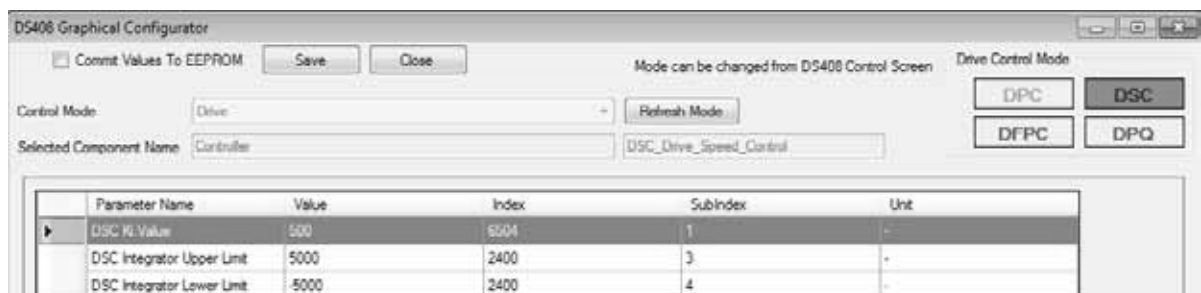 DS408 Graphical Configurator
Commit Values To EEPROM Save Close Mode can be changed from DS408 Control Screen Drive Control Mode
DPC DSC
Control Mode Drive Refresh Mode
DFPC DPQ
Selected Component Name Controller DSC_Drive_Speed_Control
Parameter Name Value Index SubIndex Unit
DSC Ki Value 500 6504 1 -
DSC Integrator Upper Limit 5000 2400 3 -
DSC Integrator Lower Limit -5000 2400 4 -